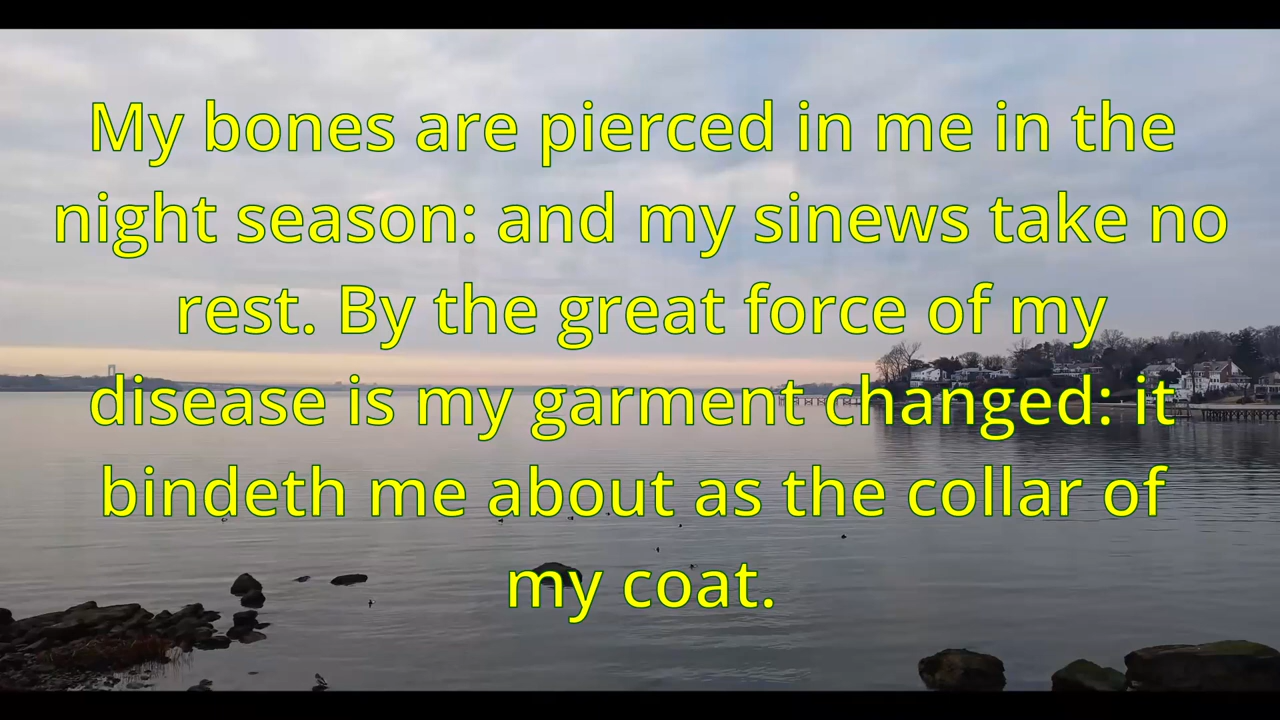 My bones are pierced in me in the
night season: and my sinews take no
rest. By the great force of my
disease is my garment changed: it
bindeth me about as the collar of
my coat.